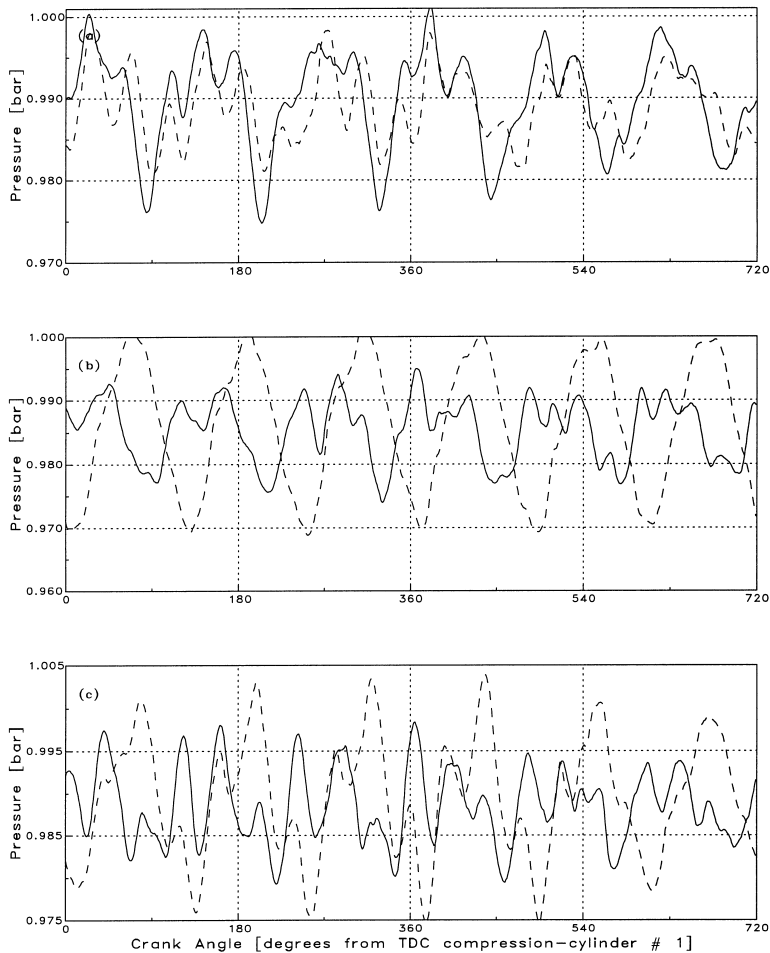 1.000
(a)
0.990
0.980
0.970
Pressure [bar]
0 180 360 540 720
1.000
(b)
0.990
0.980
0.970
0.960
Pressure [bar]
0 180 360 540 720
1.005
(c)
0.995
0.985
0.975
Pressure [bar]
0 180 360 540 720
Crank Angle [degrees from TDC compression-cylinder # 1]